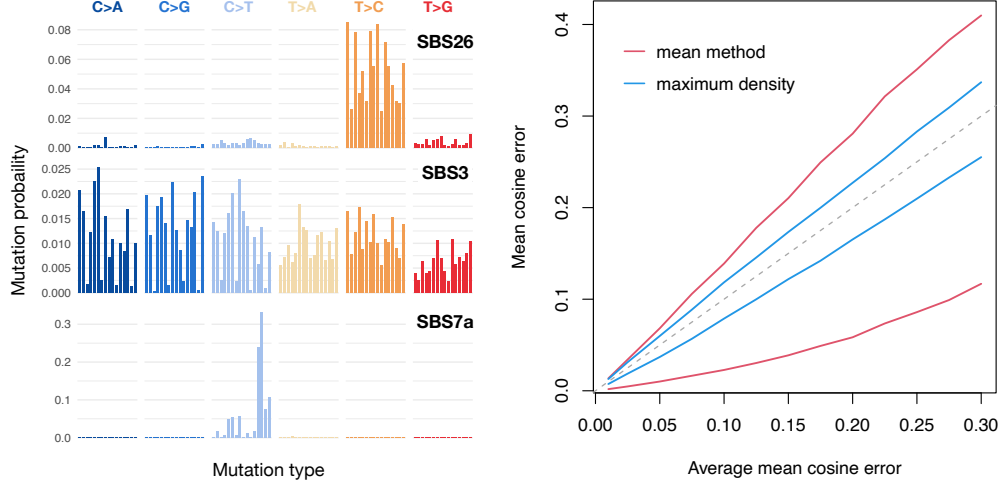 C>A C>G C>T T>A T>C T>G
SBS26
0.08
0.06
0.04
0.02
0.00
SBS3
0.025
0.020
0.015
0.010
0.005
0.000
SBS7a
0.3
0.2
0.1
0.0
Mutation probaility
Mutation type
mean method
maximum density
0.4
0.3
0.2
0.1
0.0
Mean cosine error
0.00 0.05 0.10 0.15 0.20 0.25 0.30
Average mean cosine error